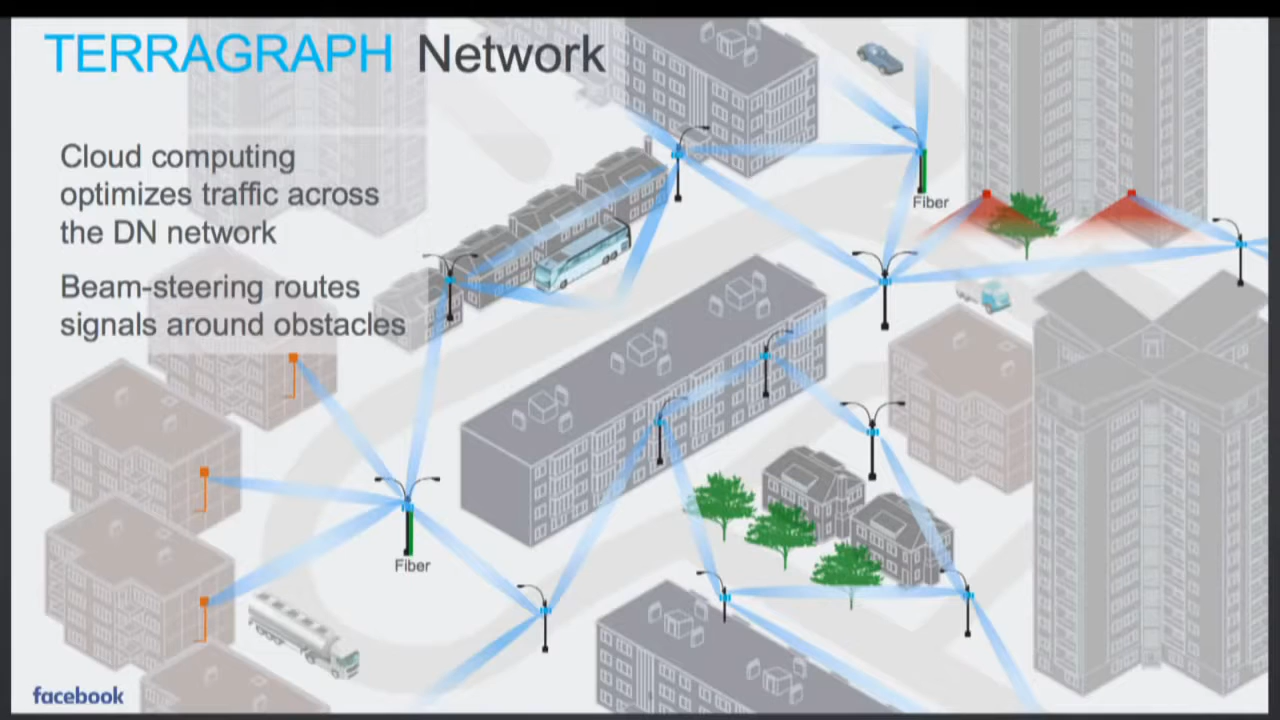 TERRAGRAPH Network
Cloud computing
optimizes traffic across
the DN network
Beam-steering routes
signals around obstacles
Fiber
Fiber
facebook